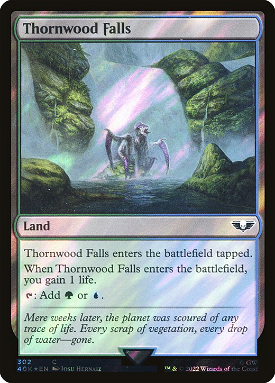 Thornwood Falls
Land
Thornwood Falls enters the battlefield tapped.
When Thornwood Falls enters the battlefield,
you gain 1 life.
: Add or .
Mere weeks later, the planet was scoured of any
trace of life. Every scrap of vegetation, every drop
of water—gone.
302 C
40K★EN Josu Hernaiz
™ & © 2022 Wizards of the Coast